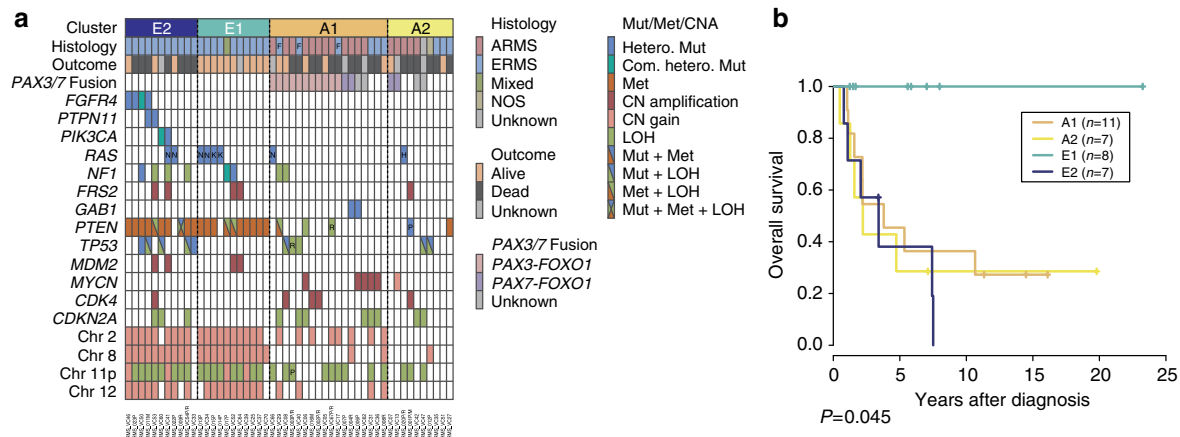 a
Cluster E2 E1 A1 A2
Histology F F F
Outcome
PAX3/7 Fusion
FGFR4
PTPN11
PIK3CA
RAS N N N N K K N H
NF1
FRS2
GAB1
PTEN R P
TP53 R
MDM2
MYCN
CDK4
CDKN2A
Chr 2
Chr 8
Chr 11p P
Chr 12
Histology
ARMS
ERMS
Mixed
NOS
Unknown
Outcome
Alive
Dead
Unknown
PAX3/7 Fusion
PAX3-FOXO1
PAX7-FOXO1
Unknown
Mut/Met/CNA
Hetero. Mut
Com. hetero. Mut
Met
CN amplification
CN gain
LOH
Mut + Met
Mut + LOH
Met + LOH
Mut + Met + LOH
b
Overall survival
1.0
0.8
0.6
0.4
0.2
0.0
A1 (n=11)
A2 (n=7)
E1 (n=8)
E2 (n=7)
0 5 10 15 20 25
Years after diagnosis
P=0.045